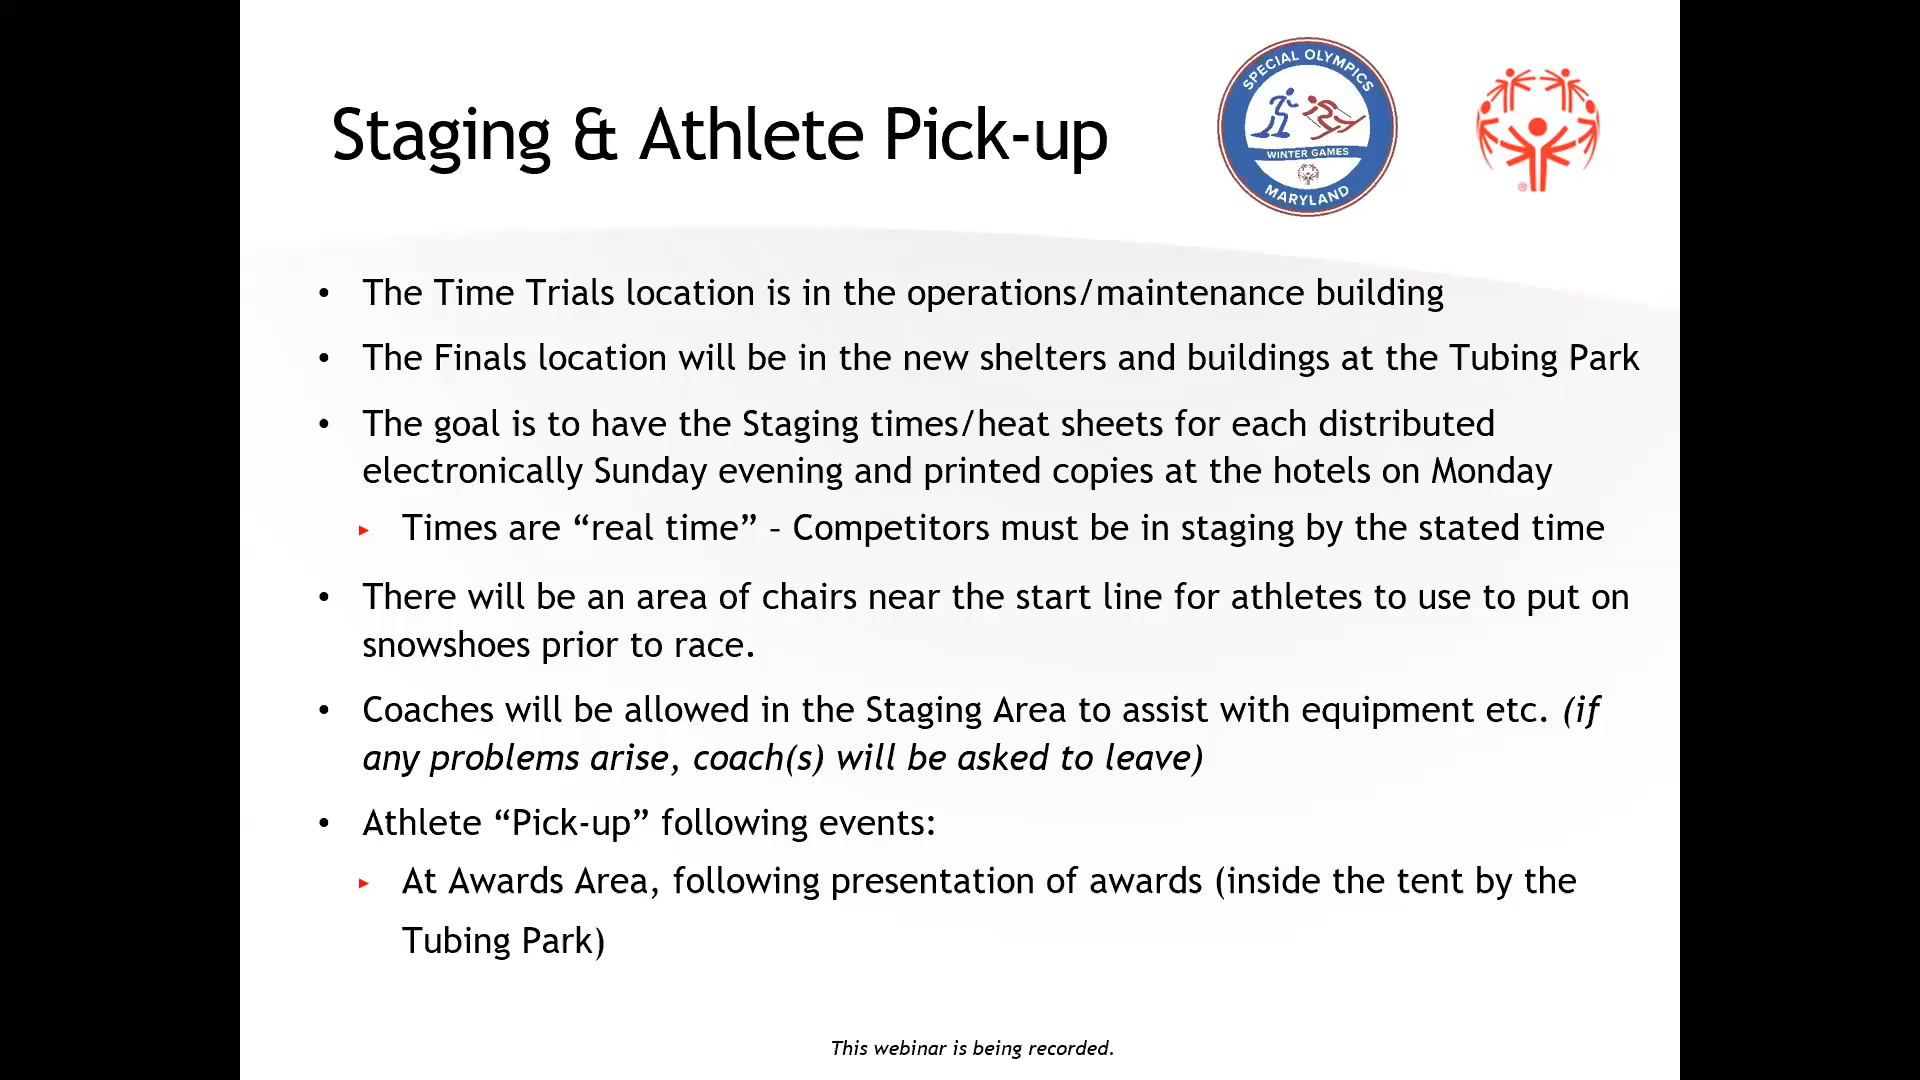 Staging & Athlete Pick-up
SPECIAL OLYMPICS
WINTER GAMES
MARYLAND
®
• The Time Trials location is in the operations/maintenance building
• The Finals location will be in the new shelters and buildings at the Tubing Park
• The goal is to have the Staging times/heat sheets for each distributed
electronically Sunday evening and printed copies at the hotels on Monday
▸ Times are “real time” – Competitors must be in staging by the stated time
• There will be an area of chairs near the start line for athletes to use to put on
snowshoes prior to race.
• Coaches will be allowed in the Staging Area to assist with equipment etc. (if
any problems arise, coach(s) will be asked to leave)
• Athlete “Pick-up” following events:
▸ At Awards Area, following presentation of awards (inside the tent by the
Tubing Park)
This webinar is being recorded.